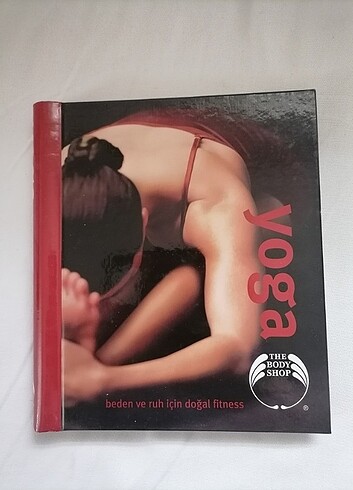 yoga
THE
BODY
SHOP
®
beden ve ruh için doğal fitness